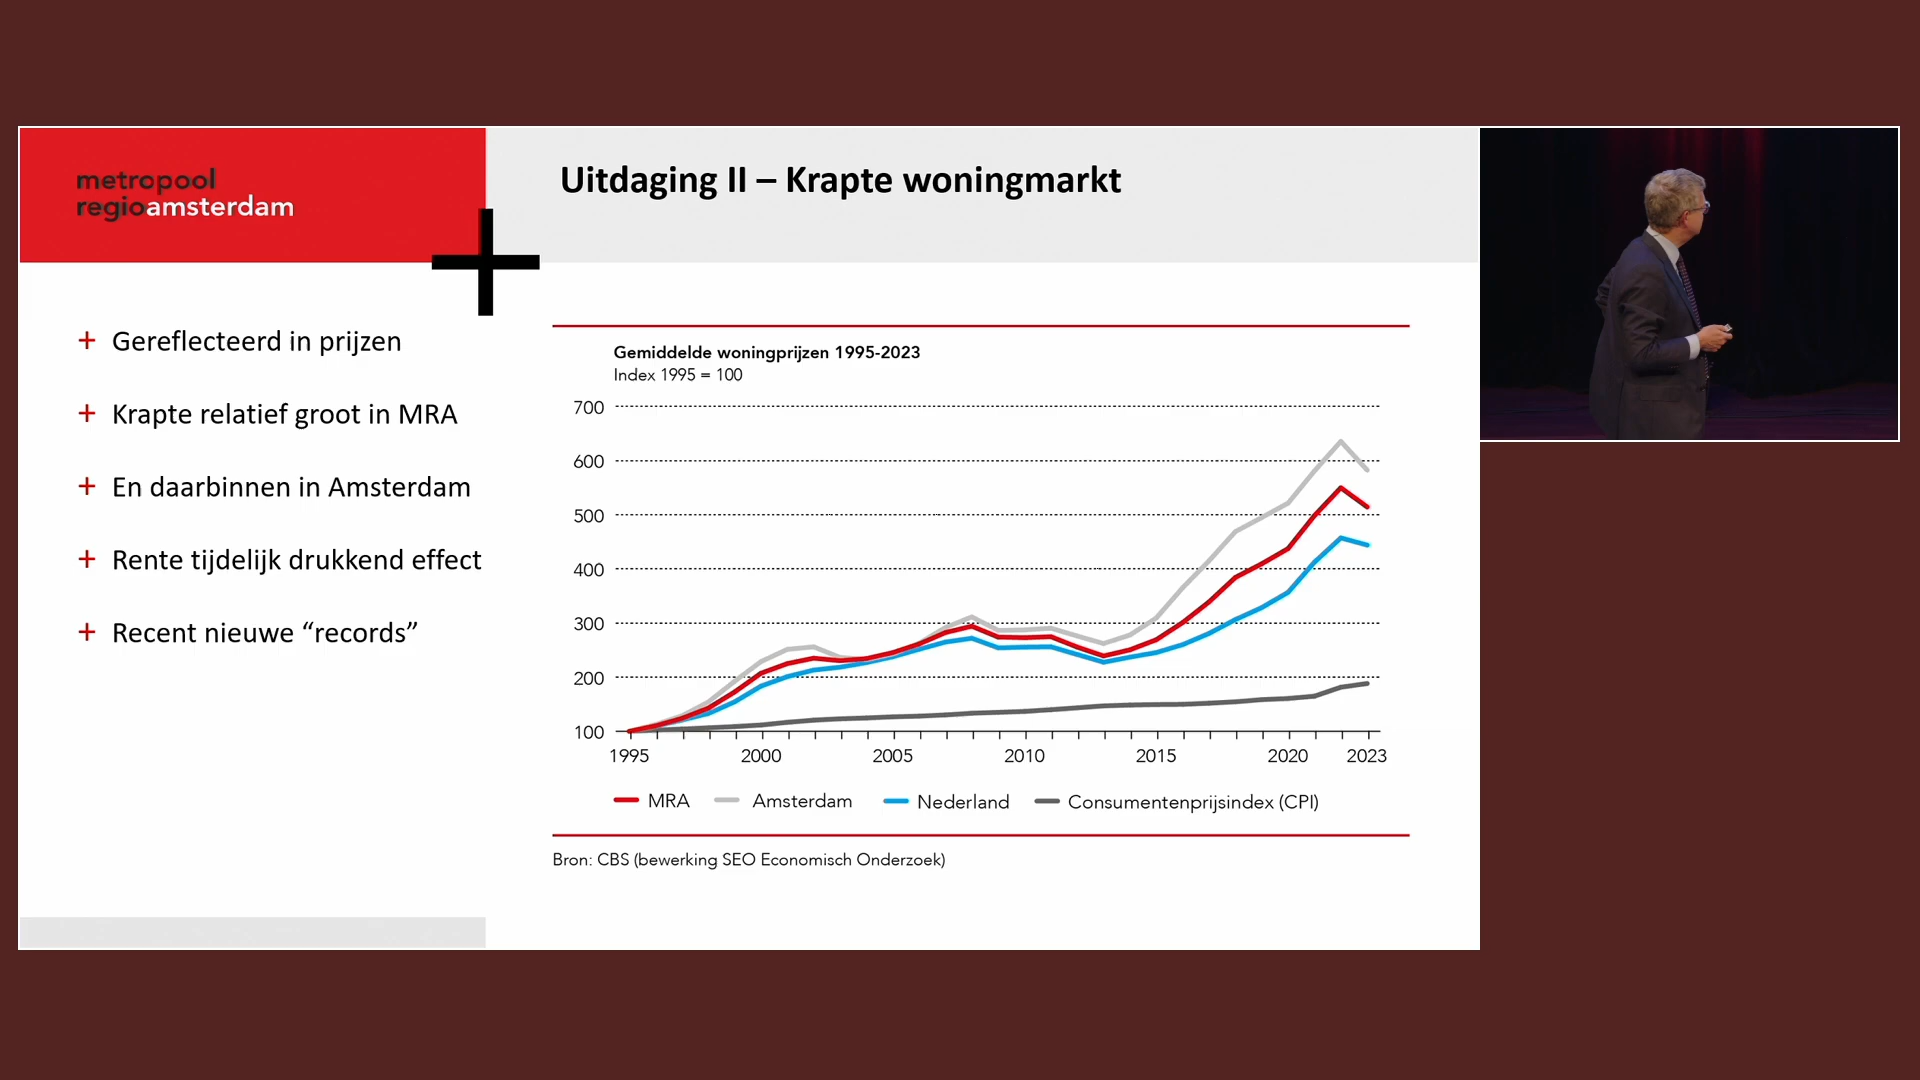 metropool
regioamsterdam
Uitdaging II – Krapte woningmarkt
+ Gereflecteerd in prijzen
+ Krapte relatief groot in MRA
+ En daarbinnen in Amsterdam
+ Rente tijdelijk drukkend effect
+ Recent nieuwe “records”
Gemiddelde woningprijzen 1995-2023
Index 1995 = 100
700
600
500
400
300
200
100
1995 2000 2005 2010 2015 2020 2023
MRA Amsterdam Nederland Consumentenprijsindex (CPI)
Bron: CBS (bewerking SEO Economisch Onderzoek)